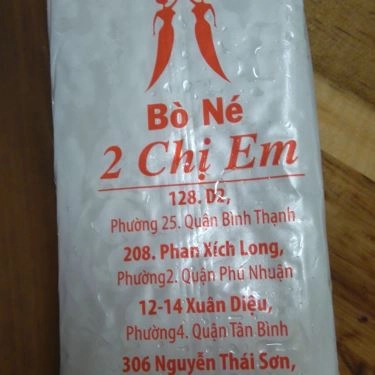 Bò Né
2 Chị Em
128. D2,
Phường 25. Quận Bình Thạnh
208. Phan Xích Long,
Phường2. Quận Phú Nhuận
12-14 Xuân Diệu,
Phường4. Quận Tân Bình
306 Nguyễn Thái Sơn,